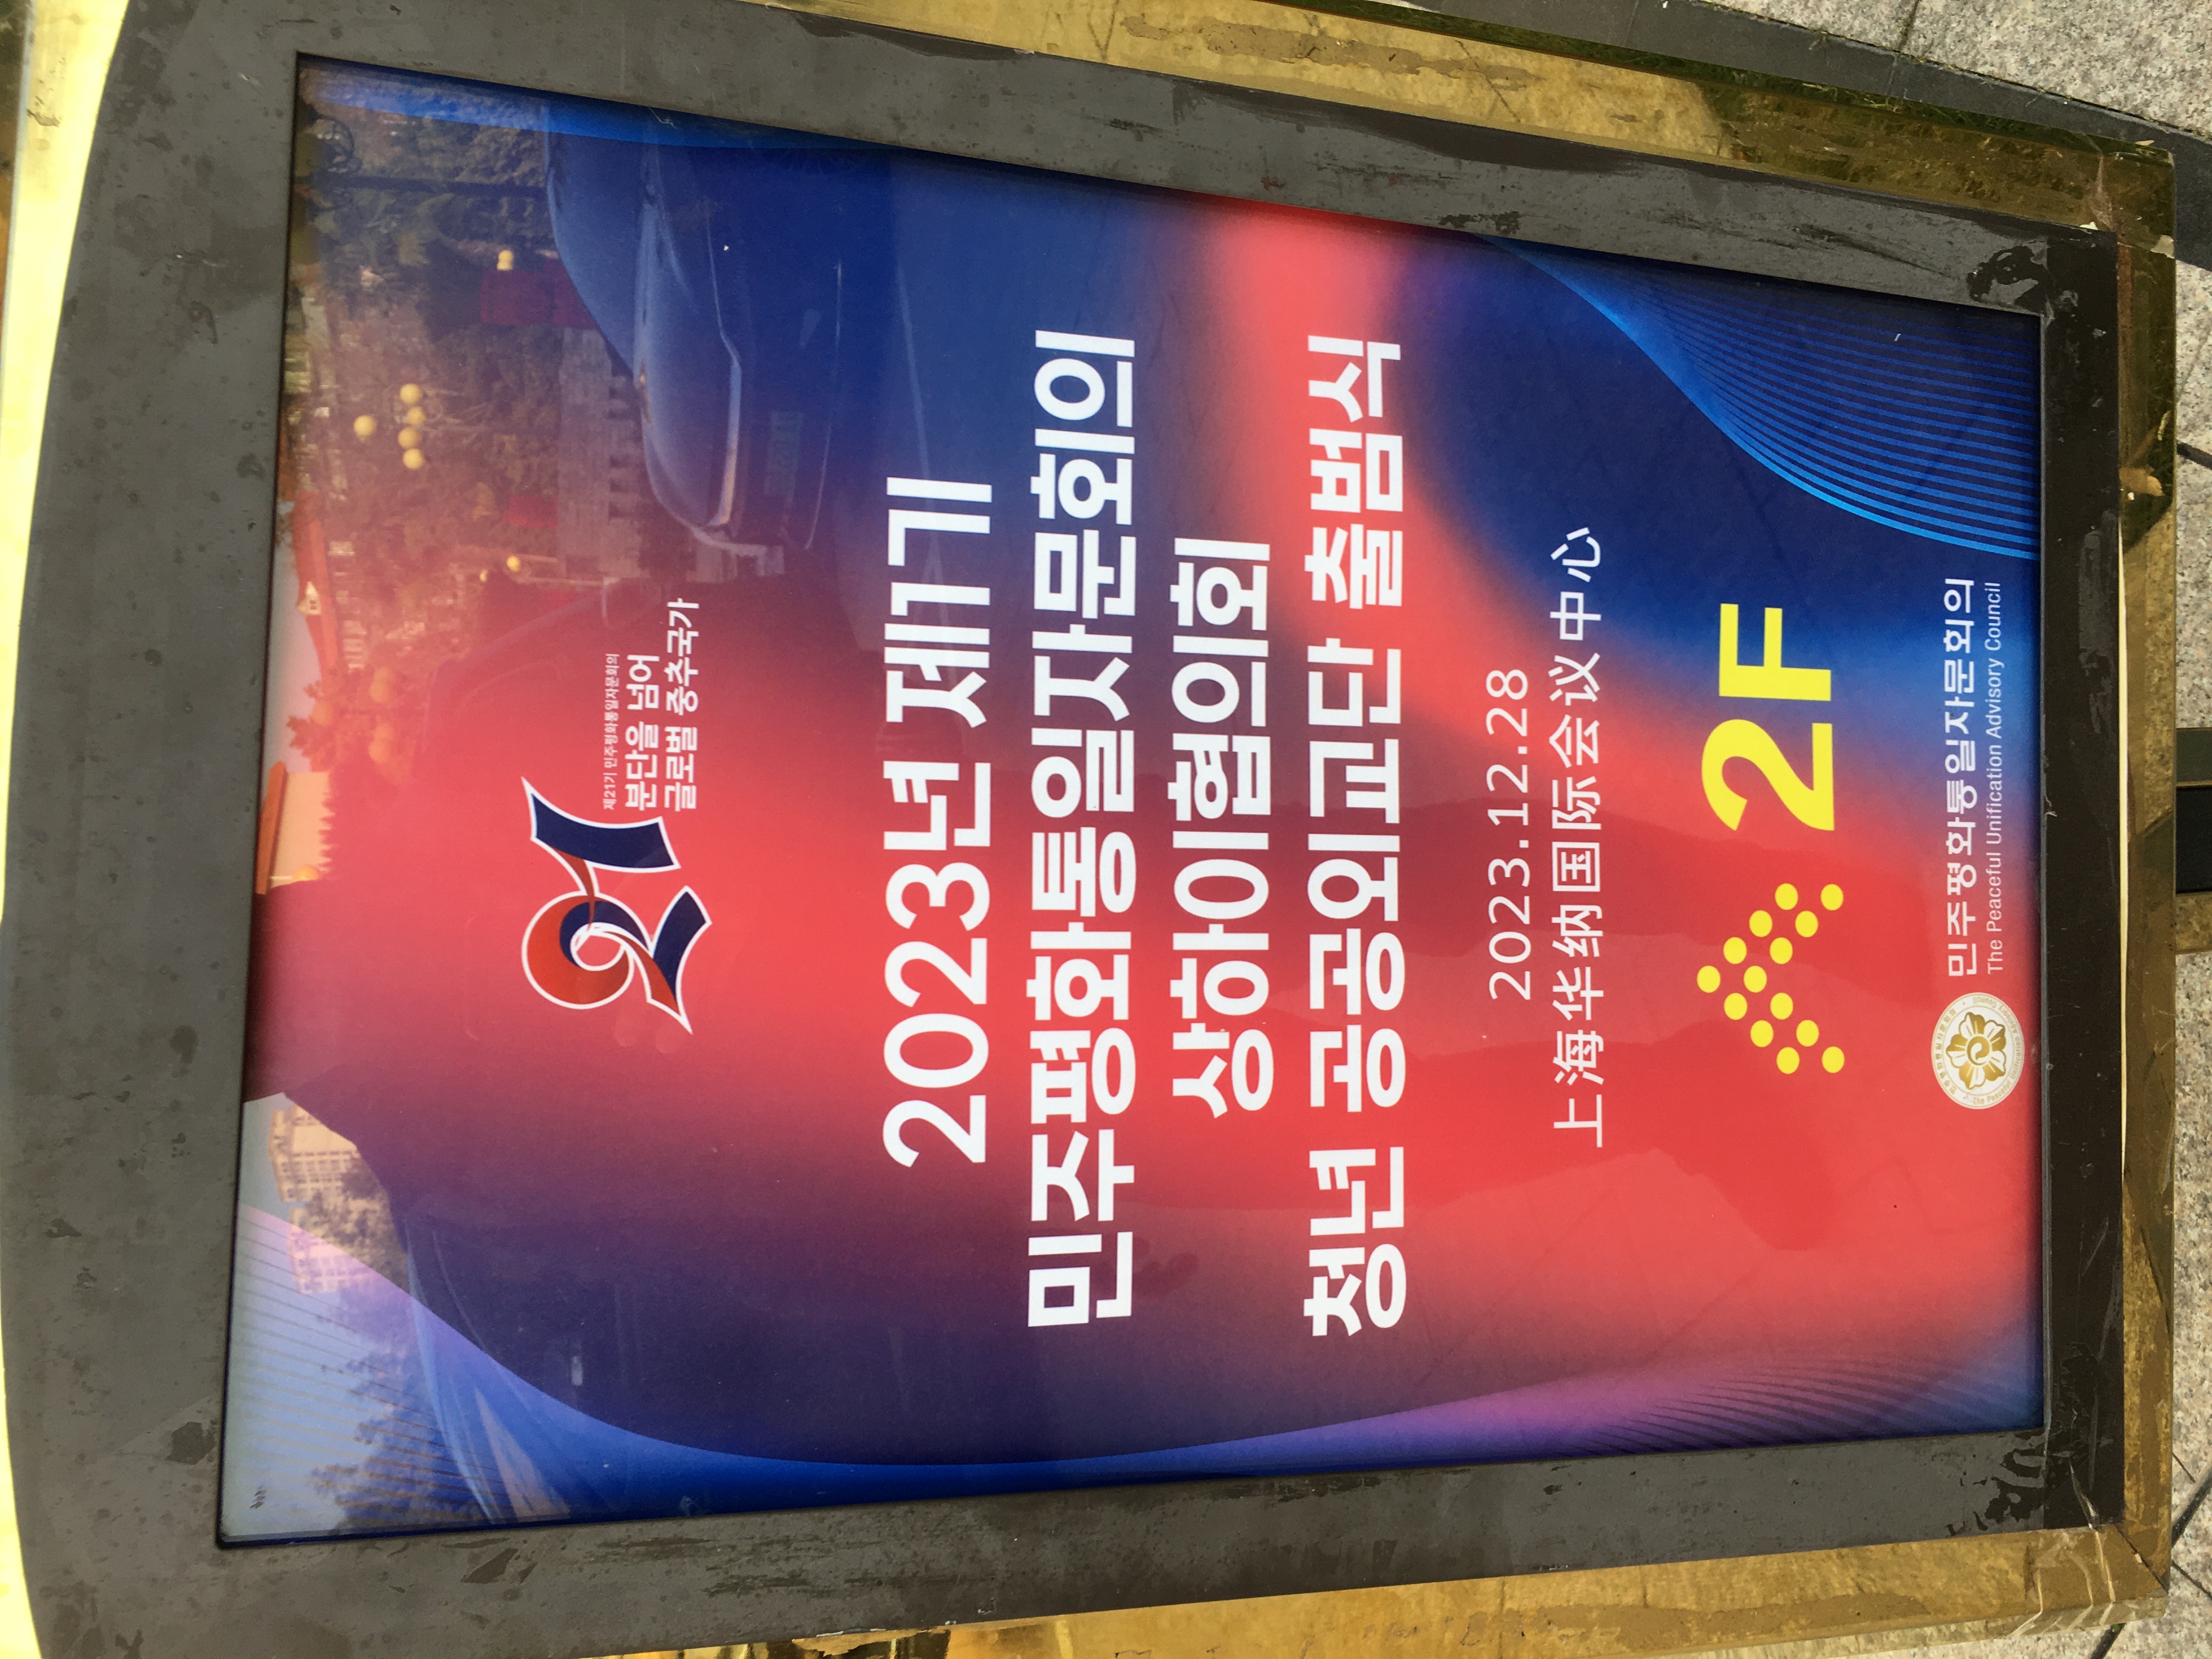 21
제21기 민주평화통일자문회의
분단을 넘어
글로벌 중추국가
2023년 제1기
민주평화통일자문회의
상하이협의회
청년 공공외교단 출범식
2023.12.28
上海华纳国际会议中心
2F
민주평화통일자문회의
The Peaceful Unification Advisory Council